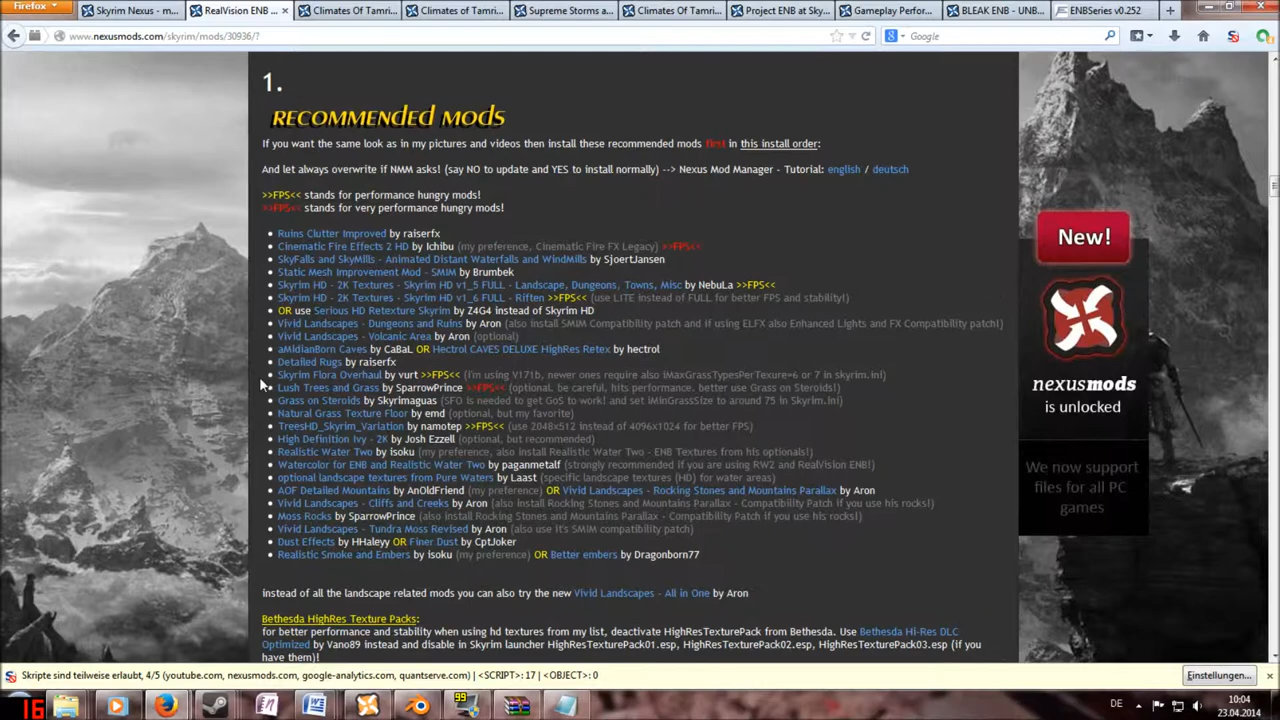 Firefox
Skyrim Nexus - m...
RealVision ENB ...
Climates Of Tamri...
Climates of Tamri...
Supreme Storms a...
Climates Of Tamri...
Project ENB at Sky...
Gameplay Perfor...
BLEAK ENB - UNB...
ENBSeries v0.252
www.nexusmods.com/skyrim/mods/30936/?
Google
1.
RECOMMENDED MODS
If you want the same look as in my pictures and videos then install these recommended mods first in this install order:
And let always overwrite if NMM asks! (say NO to update and YES to install normally) --> Nexus Mod Manager - Tutorial: english / deutsch
>>FPS<< stands for performance hungry mods!
>>FPS<< stands for very performance hungry mods!
Ruins Clutter Improved by raiserfx
Cinematic Fire Effects 2 HD by Ichibu (my preference, Cinematic Fire FX Legacy) >>FPS<<
SkyFalls and SkyMills - Animated Distant Waterfalls and WindMills by SjoertJansen
Static Mesh Improvement Mod - SMIM by Brumbek
Skyrim HD - 2K Textures - Skyrim HD v1_5 FULL - Landscape, Dungeons, Towns, Misc by NebuLa >>FPS<<
Skyrim HD - 2K Textures - Skyrim HD v1_6 FULL - Riften >>FPS<< (use LITE instead of FULL for better FPS and stability!)
OR use Serious HD Retexture Skyrim by Z4G4 instead of Skyrim HD
Vivid Landscapes - Dungeons and Ruins by Aron (also install SMIM Compatibility patch and if using ELFX also Enhanced Lights and FX Compatibility patch!)
Vivid Landscapes - Volcanic Area by Aron (optional)
aMidianBorn Caves by CaBaL OR Hectrol CAVES DELUXE HighRes Retex by hectrol
Detailed Rugs by raiserfx
Skyrim Flora Overhaul by vurt >>FPS<< (I'm using V171b, newer ones require also iMaxGrassTypesPerTexture=6 or 7 in skyrim.ini)
Lush Trees and Grass by SparrowPrince >>FPS<< (optional, be careful, hits performance. better use Grass on Steroids!)
Grass on Steroids by Skyrimaguas (SFO is needed to get GoS to work! and set iMinGrassSize to around 75 in Skyrim.ini)
Natural Grass Texture Floor by emd (optional, but my favorite)
TreesHD_Skyrim_Variation by namotep >>FPS<< (use 2048x512 instead of 4096x1024 for better FPS)
High Definition Ivy - 2K by Josh Ezzell (optional, but recommended)
Realistic Water Two by isoku (my preference, also install Realistic Water Two - ENB Textures from his optionals!)
Watercolor for ENB and Realistic Water Two by paganmetalf (strongly recommended if you are using RW2 and RealVision ENB!)
optional landscape textures from Pure Waters by Laast (specific landscape textures (HD) for water areas)
AOF Detailed Mountains by AnOldFriend (my preference) OR Vivid Landscapes - Rocking Stones and Mountains Parallax by Aron
Vivid Landscapes - Cliffs and Creeks by Aron (also install Rocking Stones and Mountains Parallax - Compatibility Patch if you use his rocks!)
Moss Rocks by SparrowPrince (also install Rocking Stones and Mountains Parallax - Compatibility Patch if you use his rocks!)
Vivid Landscapes - Tundra Moss Revised by Aron (also use it's SMIM compatibility patch)
Dust Effects by HHaleyy OR Finer Dust by CptJoker
Realistic Smoke and Embers by isoku (my preference) OR Better embers by Dragonborn77
instead of all the landscape related mods you can also try the new Vivid Landscapes - All in One by Aron
Bethesda HighRes Texture Packs:
for better performance and stability when using hd textures from my list, deactivate HighResTexturePack from Bethesda. Use Bethesda Hi-Res DLC
Optimized by Vano89 instead and disable in Skyrim launcher HighResTexturePack01.esp, HighResTexturePack02.esp, HighResTexturePack03.esp (if you
have them)!
New!
nexusmods
is unlocked
We now support
files for all PC
games
Skripte sind teilweise erlaubt, 4/5 (youtube.com, nexusmods.com, google-analytics.com, quantserve.com) | <SCRIPT>: 17 | <OBJECT>: 0
Einstellungen...
16
99
DE
10:04
23.04.2014